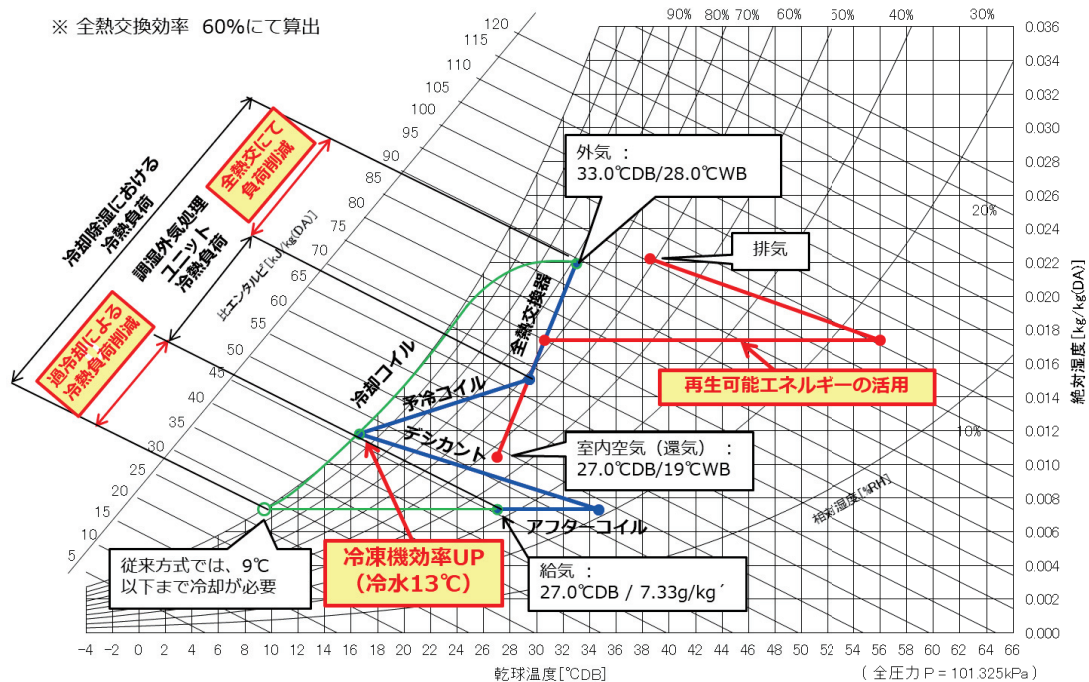 ※ 全熱交換効率 60%にて算出
90%
80%
70%
60%
50%
40%
30%
20%
10%
相対湿度[%RH]
120
115
110
105
100
95
90
85
80
75
70
65
60
55
50
45
40
35
30
25
20
15
10
5
比エンタルピ[kJ/kg(DA)]
冷却除湿における
冷熱負荷
全熱交にて
負荷削減
調湿外気処理
ユニット
冷熱負荷
過冷却による
冷熱負荷削減
外気：
33.0℃DB/28.0℃WB
排気
全熱交換器
冷却コイル
予冷コイル
デシカント
再生可能エネルギーの活用
室内空気（還気）：
27.0℃DB/19℃WB
アフターコイル
従来方式では、9℃
以下まで冷却が必要
冷凍機効率UP
（冷水13℃）
給気：
27.0℃DB / 7.33g/kg´
0.036
0.034
0.032
0.030
0.028
0.026
0.024
0.022
0.020
0.018
0.016
0.014
0.012
0.010
0.008
0.006
0.004
0.002
0.000
絶対湿度[kg/kg(DA)]
-4 -2 0 2 4 6 8 10 12 14 16 18 20 22 24 26 28 30 32 34 36 38 40 42 44 46 48 50 52 54 56 58 60 62 64 66
乾球温度[℃DB]
（ 全圧力 P = 101.325kPa ）